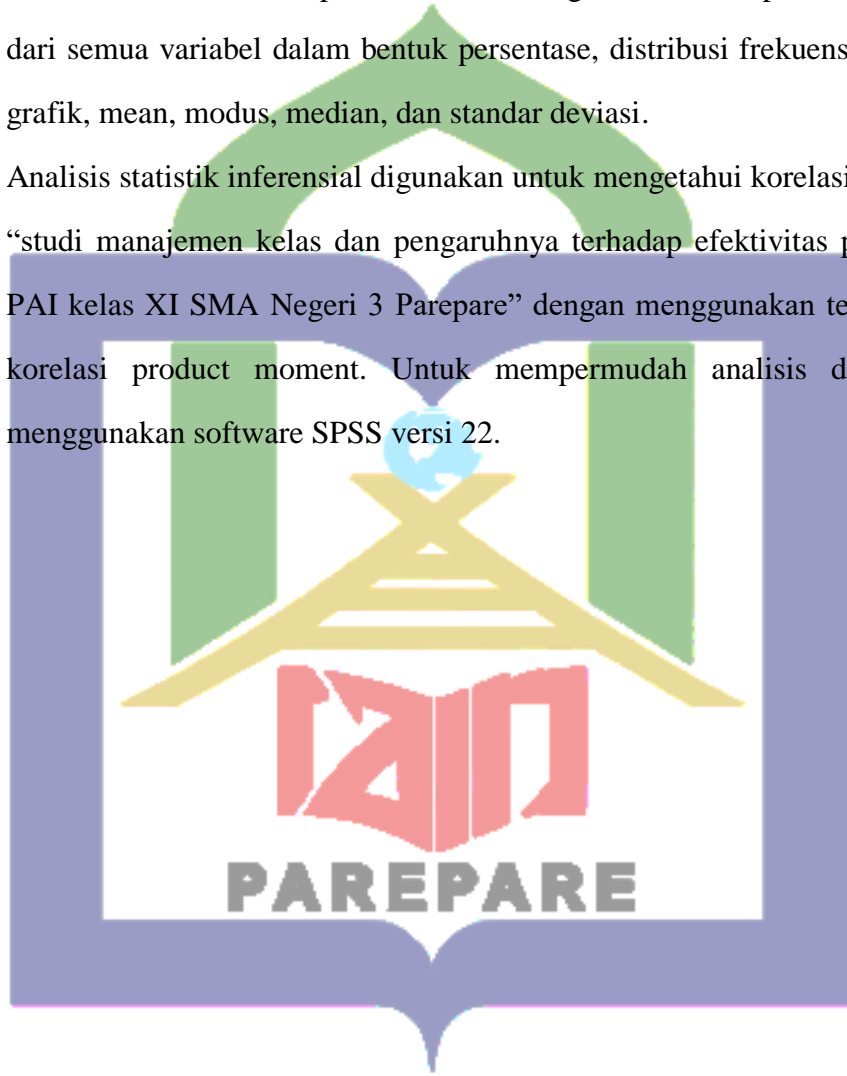 dari semua variabel dalam bentuk persentase, distribusi frekuens
grafik, mean, modus, median, dan standar deviasi.
Analisis statistik inferensial digunakan untuk mengetahui korelasi
“studi manajemen kelas dan pengaruhnya terhadap efektivitas p
PAI kelas XI SMA Negeri 3 Parepare” dengan menggunakan te
korelasi product moment. Untuk mempermudah analisis d
menggunakan software SPSS versi 22.
iain
PAREPARE